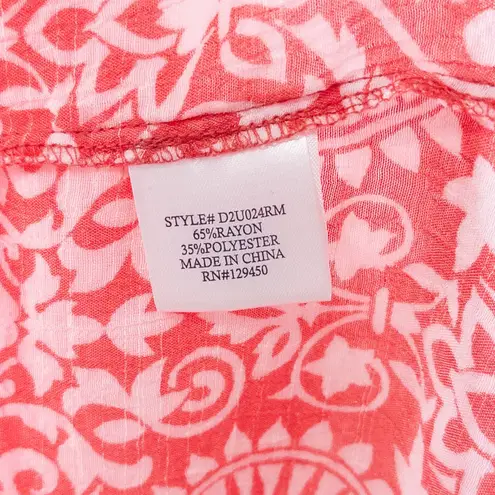 STYLE# D2U024RM
65%RAYON
35%POLYESTER
MADE IN CHINA
RN#129450